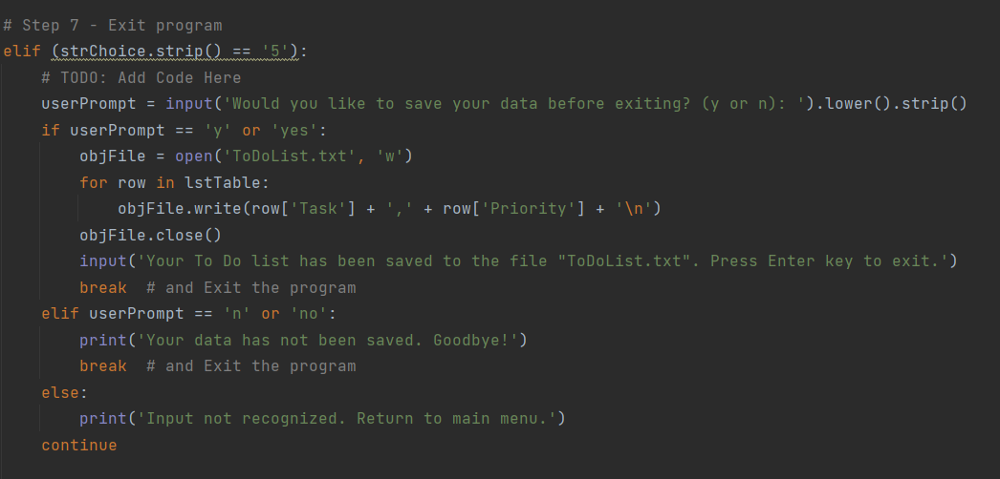 # Step 7 - Exit program
elif (strChoice.strip() == '5'):
    # TODO: Add Code Here
    userPrompt = input('Would you like to save your data before exiting? (y or n): ').lower().strip()
    if userPrompt == 'y' or 'yes':
        objFile = open('ToDoList.txt', 'w')
        for row in lstTable:
            objFile.write(row['Task'] + ',' + row['Priority'] + '\n')
        objFile.close()
        input('Your To Do list has been saved to the file "ToDoList.txt". Press Enter key to exit.')
        break  # and Exit the program
    elif userPrompt == 'n' or 'no':
        print('Your data has not been saved. Goodbye!')
        break  # and Exit the program
    else:
        print('Input not recognized. Return to main menu.')
    continue